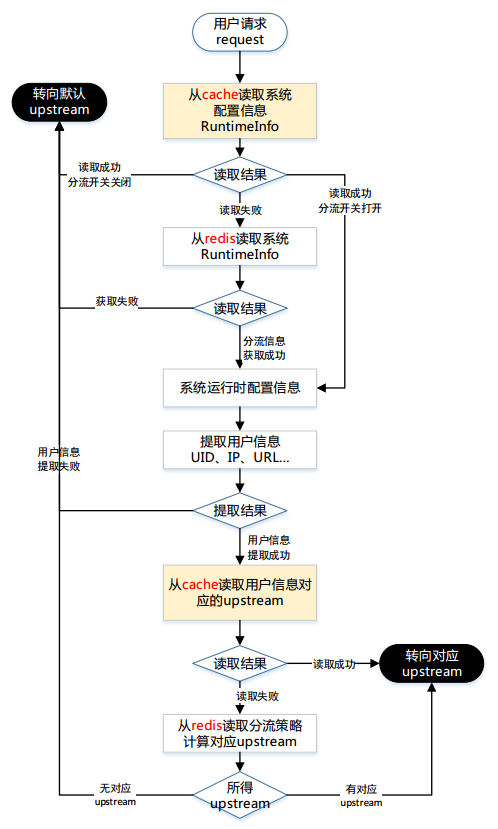 用户请求
request
转向默认
upstream
从cache读取系统
配置信息
RuntimeInfo
读取成功
分流开关关闭
读取结果
读取成功
分流开关打开
读取失败
从redis读取系统
RuntimeInfo
获取失败
读取结果
分流信息
获取成功
系统运行时配置信息
提取用户信息
UID、IP、URL...
用户信息
提取失败
提取结果
用户信息
提取成功
从cache读取用户信息对
应的upstream
读取结果
读取成功
转向对应
upstream
读取失败
从redis读取分流策略
计算对应upstream
无对应
upstream
所得
upstream
有对应
upstream